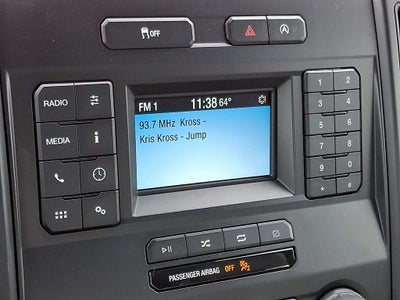 OFF
A
RADIO
MEDIA
i
FM 1 11:38 64°
93.7 MHz Kross -
Kris Kross - Jump
1 2
3 4
5 6
7 8
9 0
* #
PASSENGER AIRBAG OFF